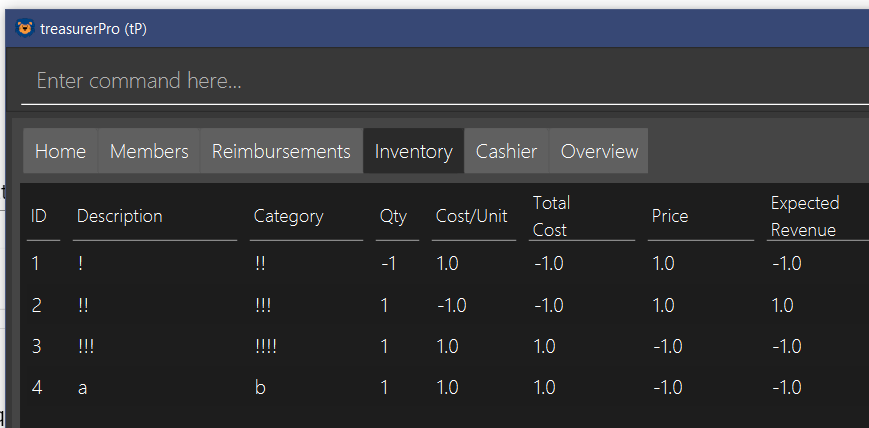 treasurerPro (tP)
Enter command here...
Home Members Reimbursements Inventory Cashier Overview
ID Description Category Qty Cost/Unit Total Cost Price Expected Revenue
1 ! !! -1 1.0 -1.0 1.0 -1.0
2 !! !!! 1 -1.0 -1.0 1.0 1.0
3 !!! !!!! 1 1.0 1.0 -1.0 -1.0
4 a b 1 1.0 1.0 -1.0 -1.0